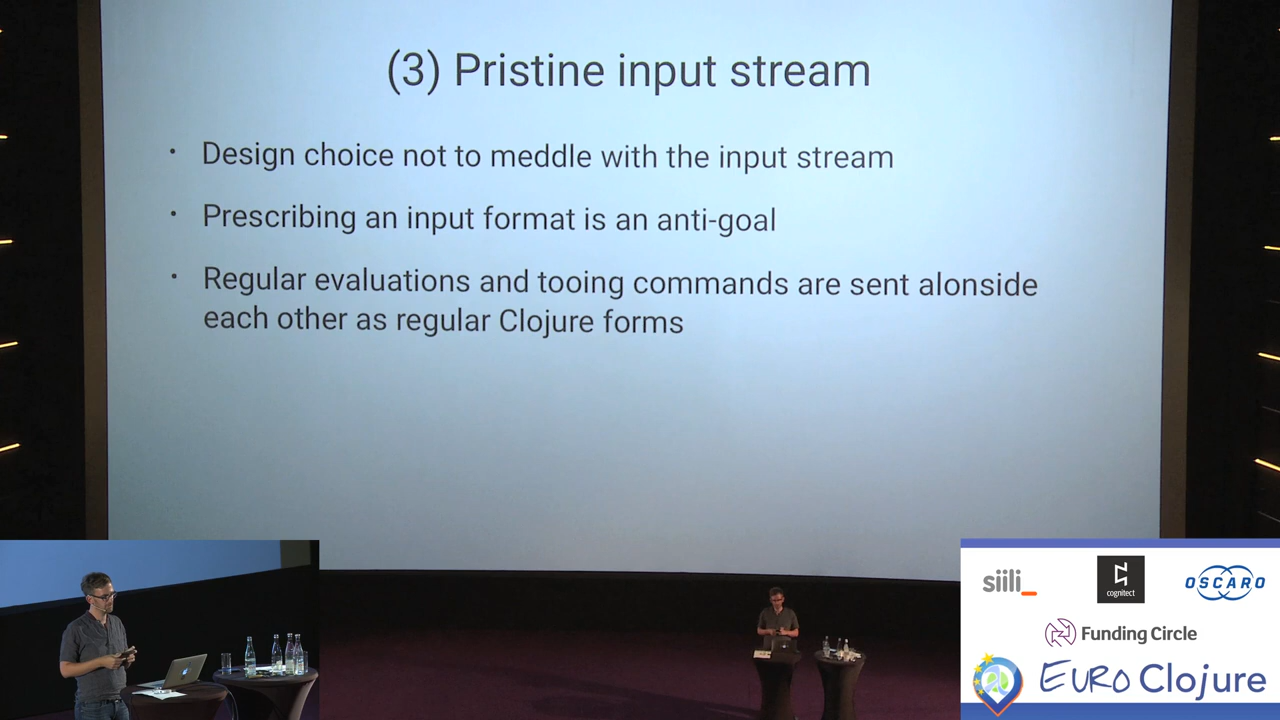 (3) Pristine input stream
• Design choice not to meddle with the input stream
• Prescribing an input format is an anti-goal
• Regular evaluations and tooing commands are sent alonside
each other as regular Clojure forms
siili_
cognitect
OSCARO
Funding Circle
EURO Clojure